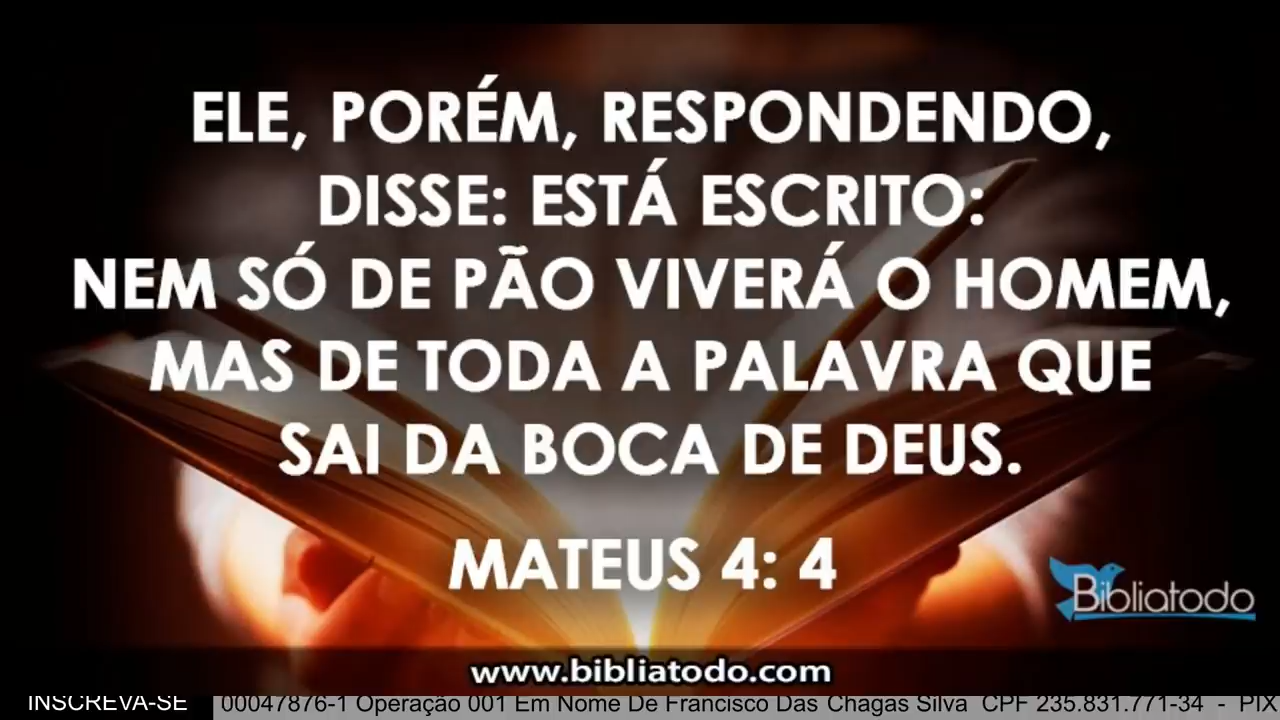 ELE, PORÉM, RESPONDENDO,
DISSE: ESTÁ ESCRITO:
NEM SÓ DE PÃO VIVERÁ O HOMEM,
MAS DE TODA A PALAVRA QUE
SAI DA BOCA DE DEUS.
MATEUS 4: 4
Bibliatodo
www.bibliatodo.com
INSCREVA-SE 00047876-1 Operação 001 Em Nome De Francisco Das Chagas Silva CPF 235.831.771-34 - PIX